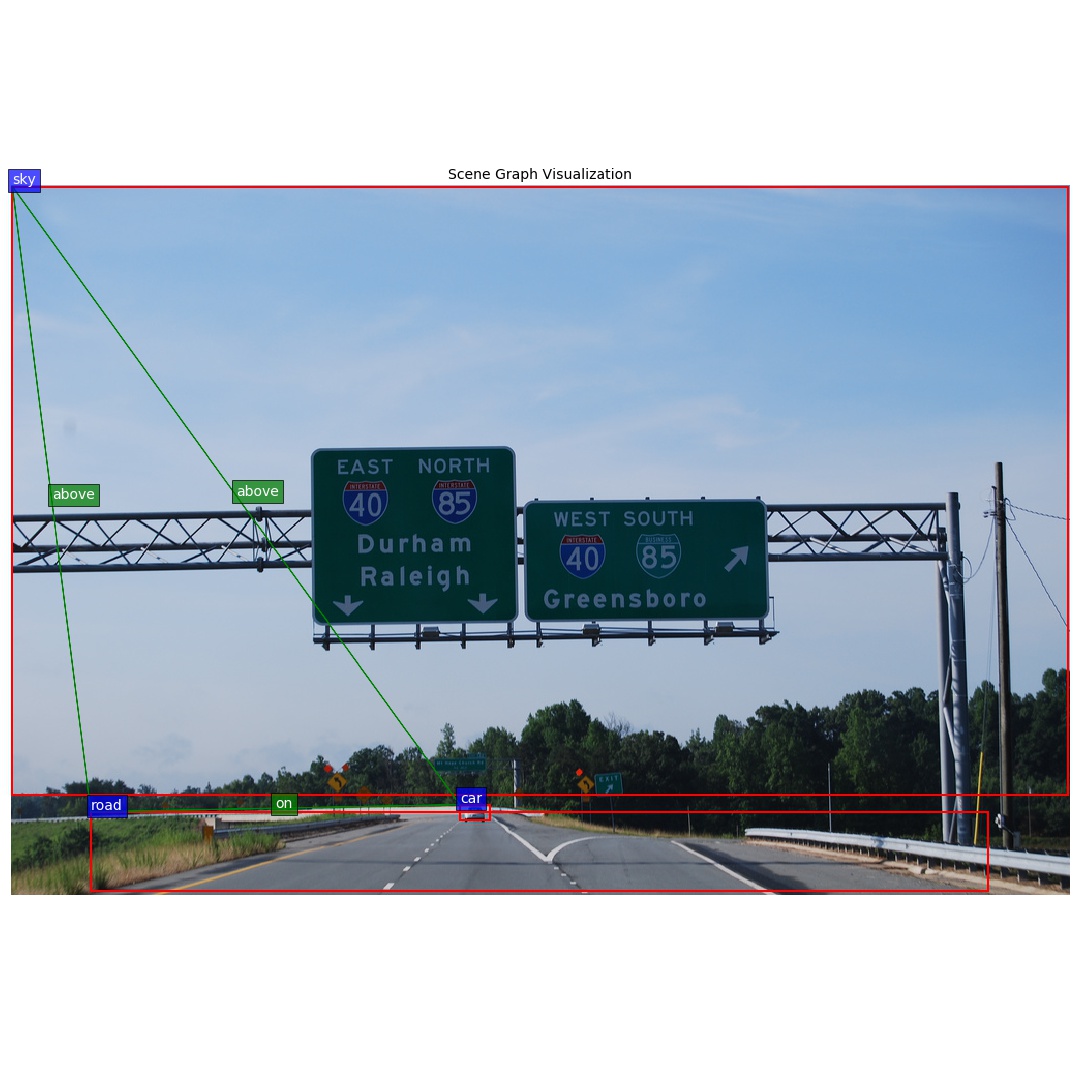 Scene Graph Visualization
sky
above
above
EAST NORTH
INTERSTATE INTERSTATE
40 85
Durham
Raleigh
WEST SOUTH
INTERSTATE BUSINESS
40 85
Greensboro
EXIT
road
on
car